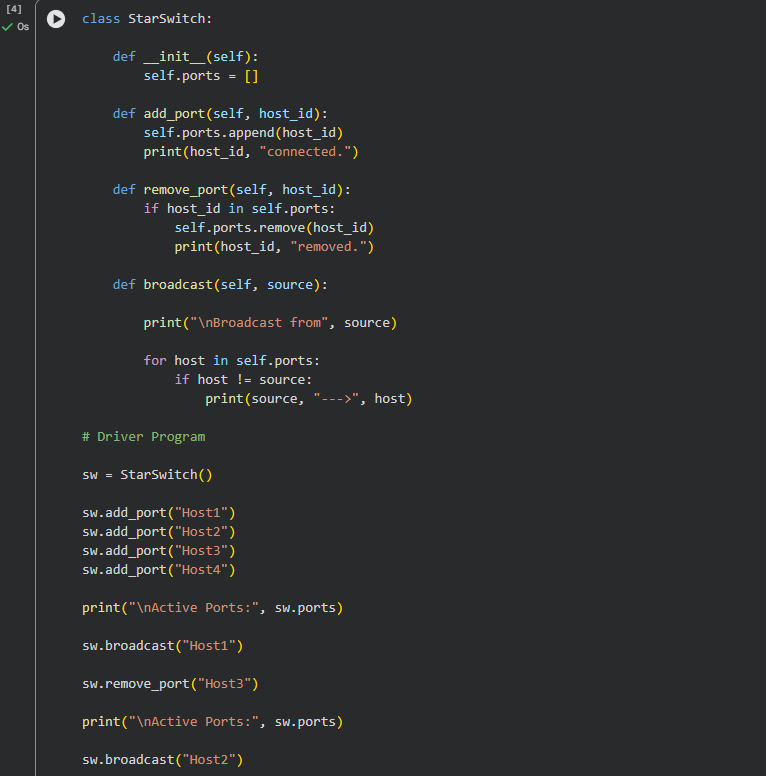 [4]
0s
class StarSwitch:
    def __init__(self):
        self.ports = []
    def add_port(self, host_id):
        self.ports.append(host_id)
        print(host_id, "connected.")
    def remove_port(self, host_id):
        if host_id in self.ports:
            self.ports.remove(host_id)
            print(host_id, "removed.")
    def broadcast(self, source):
        print("\nBroadcast from", source)
        for host in self.ports:
            if host != source:
                print(source, "--->", host)
# Driver Program
sw = StarSwitch()
sw.add_port("Host1")
sw.add_port("Host2")
sw.add_port("Host3")
sw.add_port("Host4")
print("\nActive Ports:", sw.ports)
sw.broadcast("Host1")
sw.remove_port("Host3")
print("\nActive Ports:", sw.ports)
sw.broadcast("Host2")